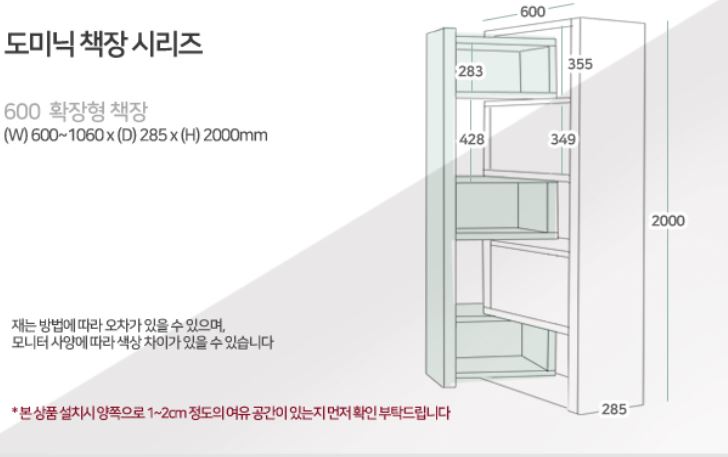 도미닉 책장 시리즈
600 확장형 책장
(W) 600~1060 x (D) 285 x (H) 2000mm
600
283
355
428
349
2000
재는 방법에 따라 오차가 있을 수 있으며,
모니터 사양에 따라 색상 차이가 있을 수 있습니다
285
* 본 상품 설치시 양쪽으로 1~2cm 정도의 여유 공간이 있는지 먼저 확인 부탁드립니다